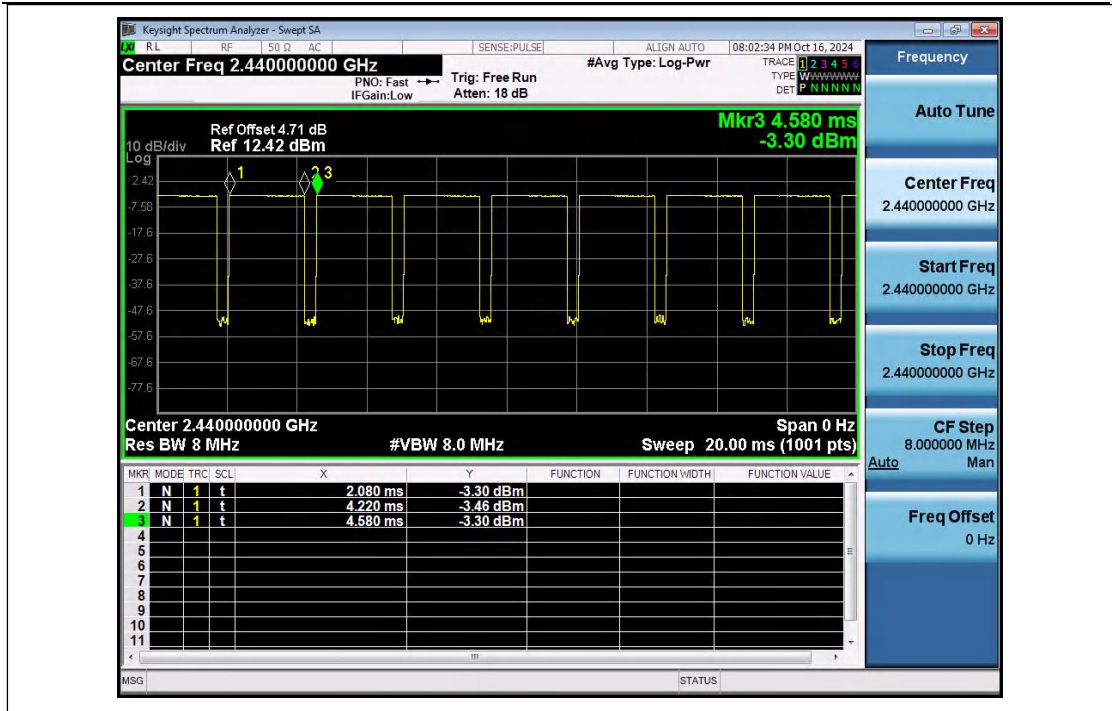 Keysight Spectrum Analyzer - Swept SA
LXI RL RF 50 Ω AC SENSE:PULSE ALIGN AUTO 08:02:34 PM Oct 16, 2024
Center Freq 2.440000000 GHz #Avg Type: Log-Pwr TRACE 1 2 3 4 5 6
PNO: Fast Trig: Free Run TYPE WWWWWW
IFGain:Low Atten: 18 dB DET P N N N N N
Mkr3 4.580 ms
-3.30 dBm
Ref Offset 4.71 dB
10 dB/div Ref 12.42 dBm
Log
1 2 3
2.42
-7.58
-17.6
-27.6
-37.6
-47.6
-57.6
-67.6
-77.6
Center 2.440000000 GHz Span 0 Hz
Res BW 8 MHz #VBW 8.0 MHz Sweep 20.00 ms (1001 pts)
MKR MODE TRC SCL X Y FUNCTION FUNCTION WIDTH FUNCTION VALUE
1 N 1 t 2.080 ms -3.30 dBm
2 N 1 t 4.220 ms -3.46 dBm
3 N 1 t 4.580 ms -3.30 dBm
4
5
6
7
8
9
10
11
MSG STATUS
Frequency
Auto Tune
Center Freq
2.440000000 GHz
Start Freq
2.440000000 GHz
Stop Freq
2.440000000 GHz
CF Step
8.000000 MHz
Auto Man
Freq Offset
0 Hz